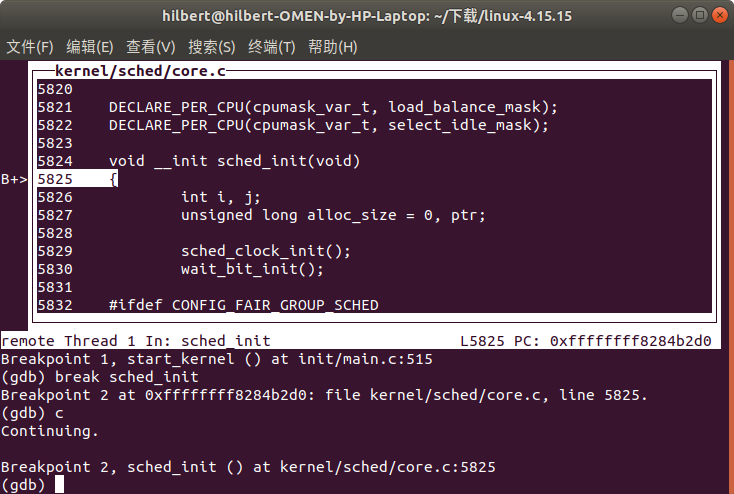 hilbert@hilbert-OMEN-by-HP-Laptop: ~/下载/linux-4.15.15
文件(F) 编辑(E) 查看(V) 搜索(S) 终端(T) 帮助(H)
kernel/sched/core.c
5820
5821    DECLARE_PER_CPU(cpumask_var_t, load_balance_mask);
5822    DECLARE_PER_CPU(cpumask_var_t, select_idle_mask);
5823
5824    void __init sched_init(void)
B+> 5825    {
5826            int i, j;
5827            unsigned long alloc_size = 0, ptr;
5828
5829            sched_clock_init();
5830            wait_bit_init();
5831
5832    #ifdef CONFIG_FAIR_GROUP_SCHED
remote Thread 1 In: sched_init                     L5825 PC: 0xffffffff8284b2d0
Breakpoint 1, start_kernel () at init/main.c:515
(gdb) break sched_init
Breakpoint 2 at 0xffffffff8284b2d0: file kernel/sched/core.c, line 5825.
(gdb) c
Continuing.
Breakpoint 2, sched_init () at kernel/sched/core.c:5825
(gdb)